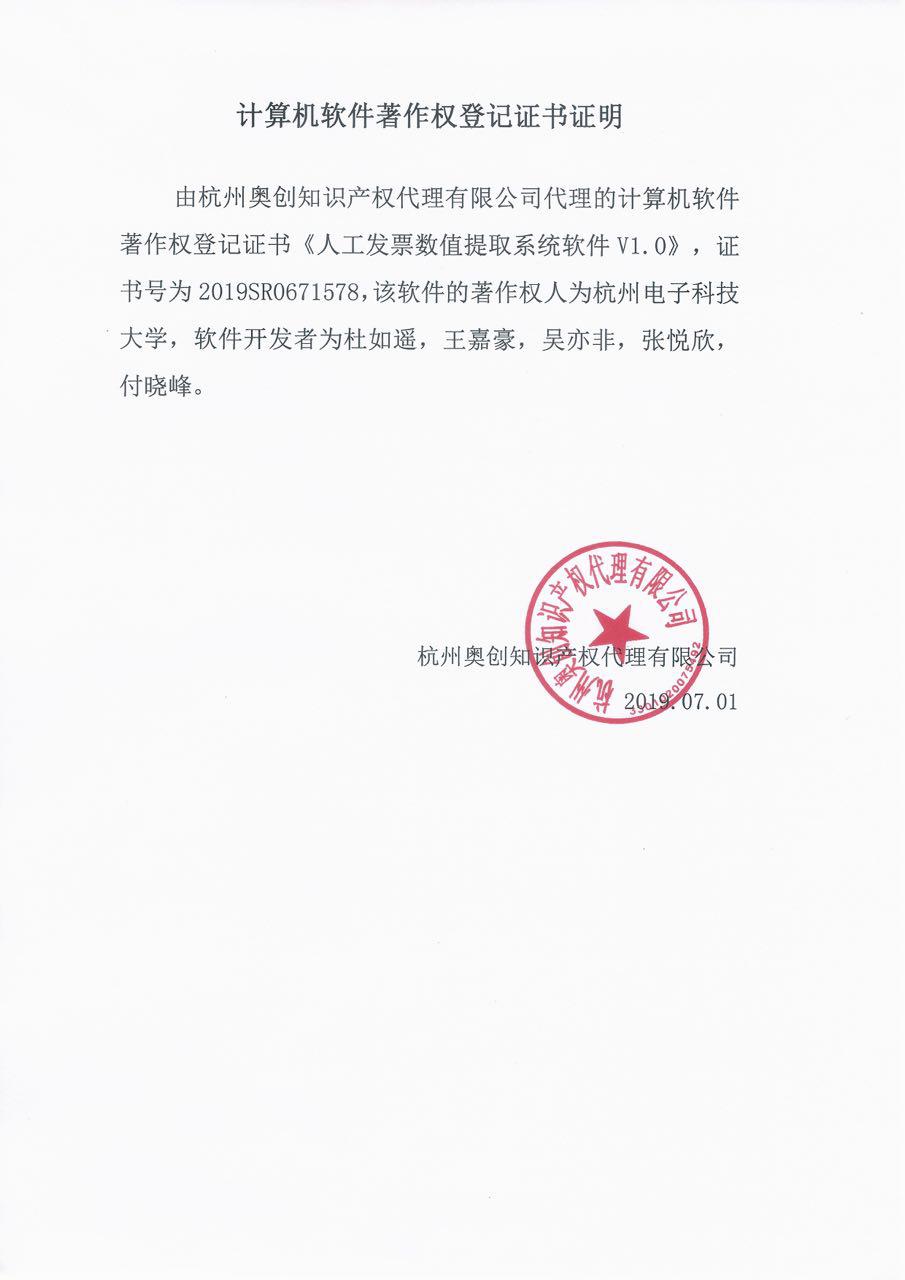 计算机软件著作权登记证书证明
由杭州奥创知识产权代理有限公司代理的计算机软件
著作权登记证书《人工发票数值提取系统软件 V1.0》，证
书号为 2019SR0671578,该软件的著作权人为杭州电子科技
大学，软件开发者为杜如遥，王嘉豪，吴亦非，张悦欣，
付晓峰。
杭州奥创知识产权代理有限公司
杭州奥创知识产权代理有限公司
2019.07.01